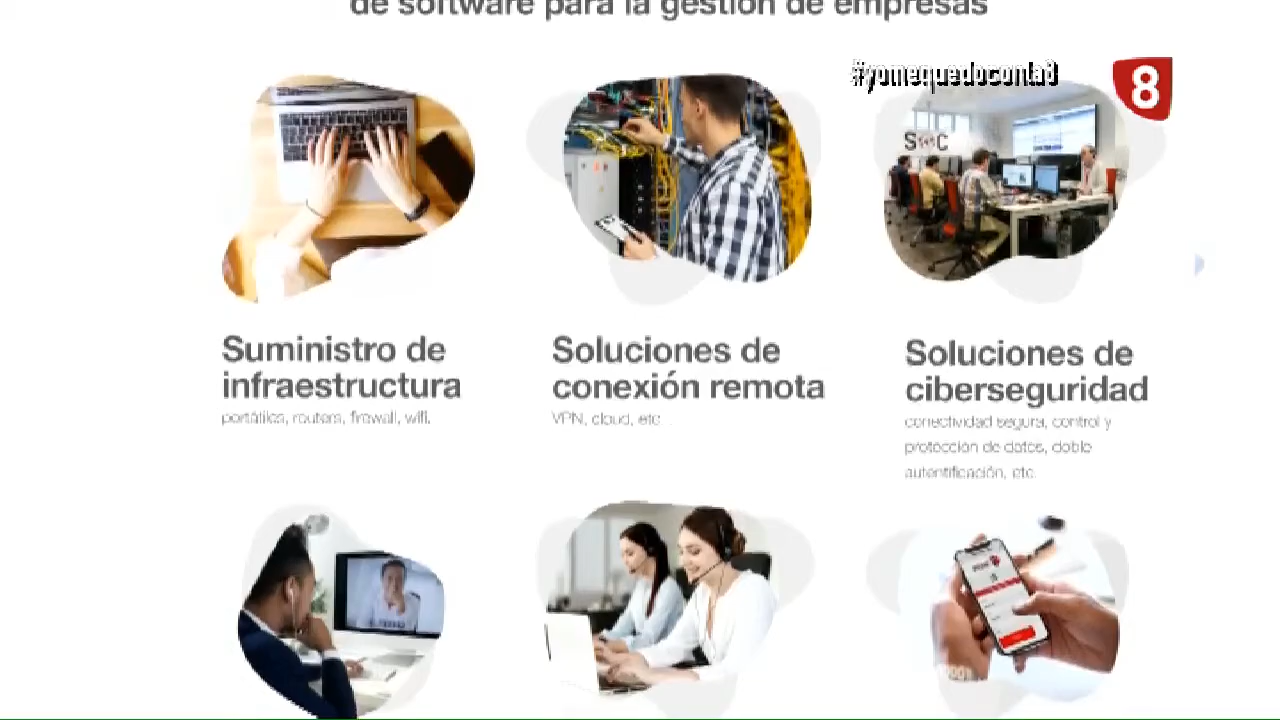 de software para la gestión de empresas
#yomequedoconla8
8
SOC
Suministro de
infraestructura
portátiles, routers, firewall, wifi.
Soluciones de
conexión remota
VPN, cloud, etc
Soluciones de
ciberseguridad
conectividad segura, control y
protección de datos, doble
autentificación, etc.